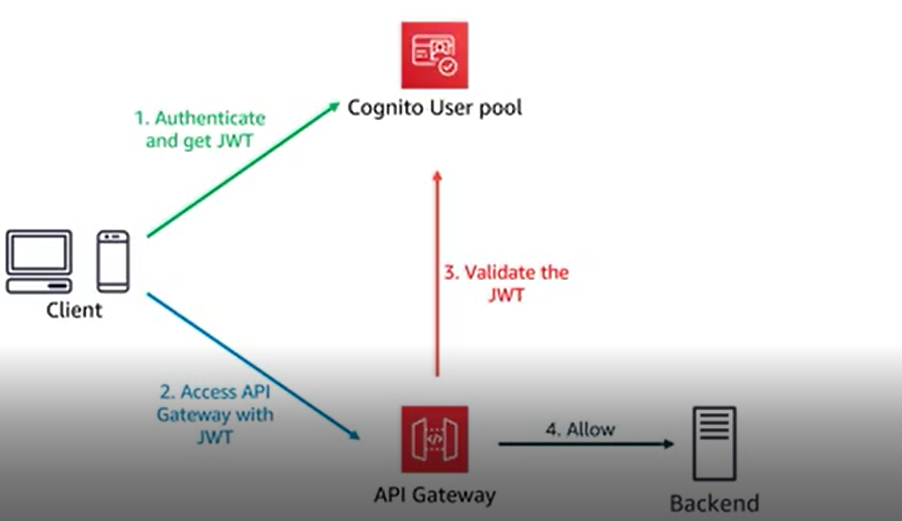 Cognito User pool
1. Authenticate
and get JWT
3. Validate the
JWT
Client
2. Access API
Gateway with
JWT
4. Allow
API Gateway
Backend